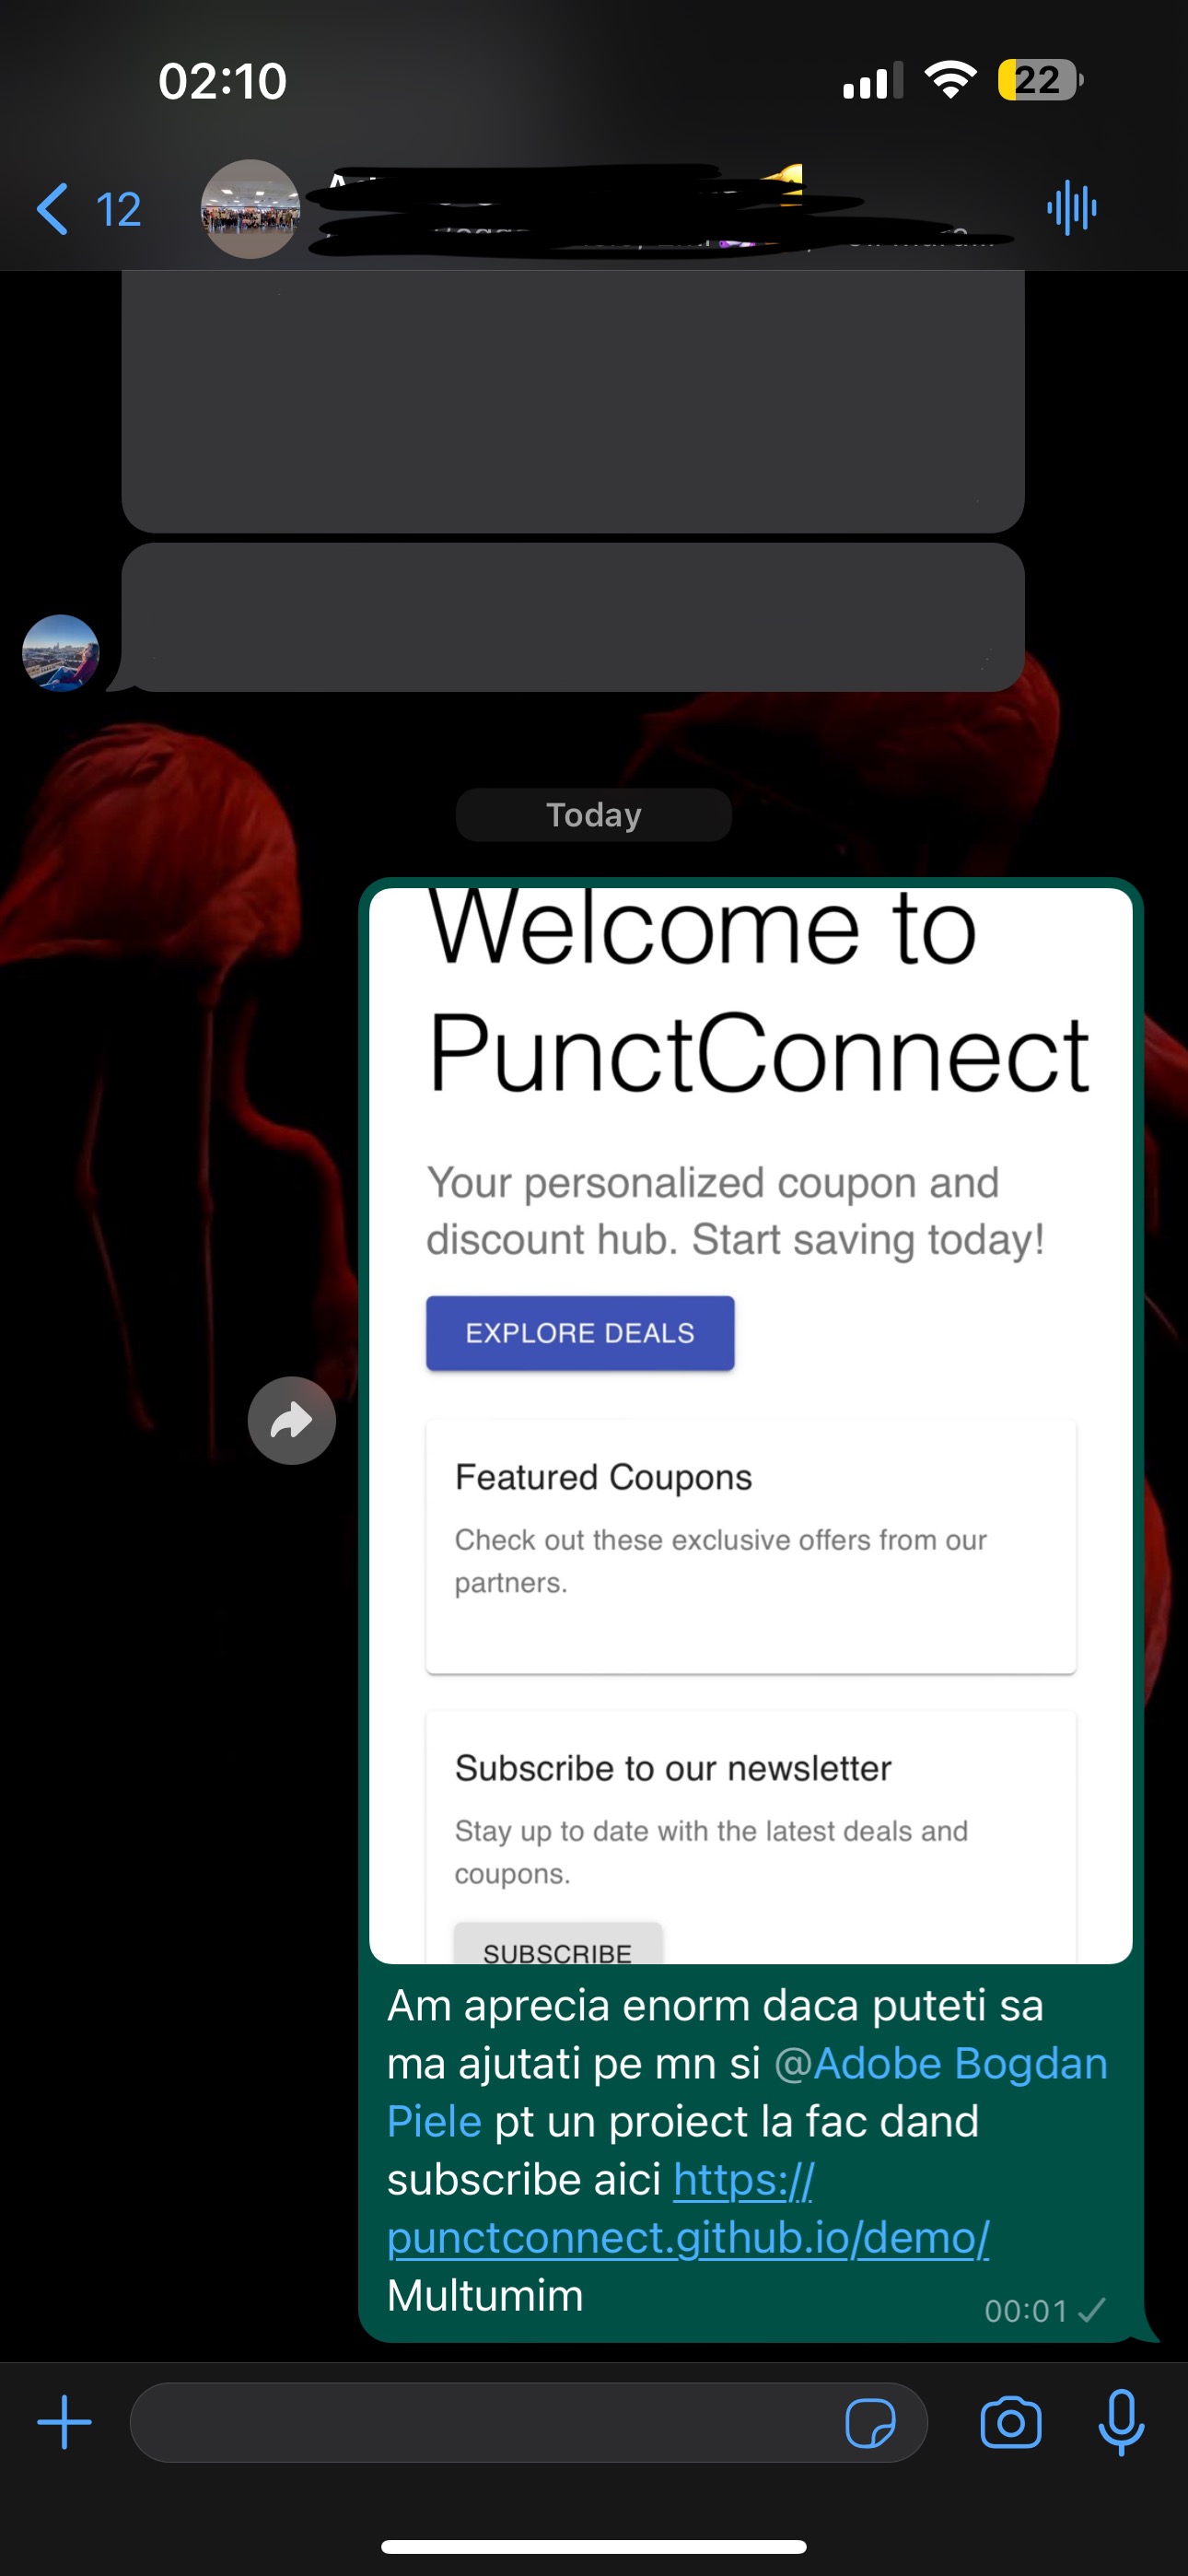 02:10
22
12
Today
Welcome to
PunctConnect
Your personalized coupon and
discount hub. Start saving today!
EXPLORE DEALS
Featured Coupons
Check out these exclusive offers from our
partners.
Subscribe to our newsletter
Stay up to date with the latest deals and
coupons.
SUBSCRIBE
Am aprecia enorm daca puteti sa
ma ajutati pe mn si @Adobe Bogdan
Piele pt un proiect la fac dand
subscribe aici https://
punctconnect.github.io/demo/
Multumim
00:01